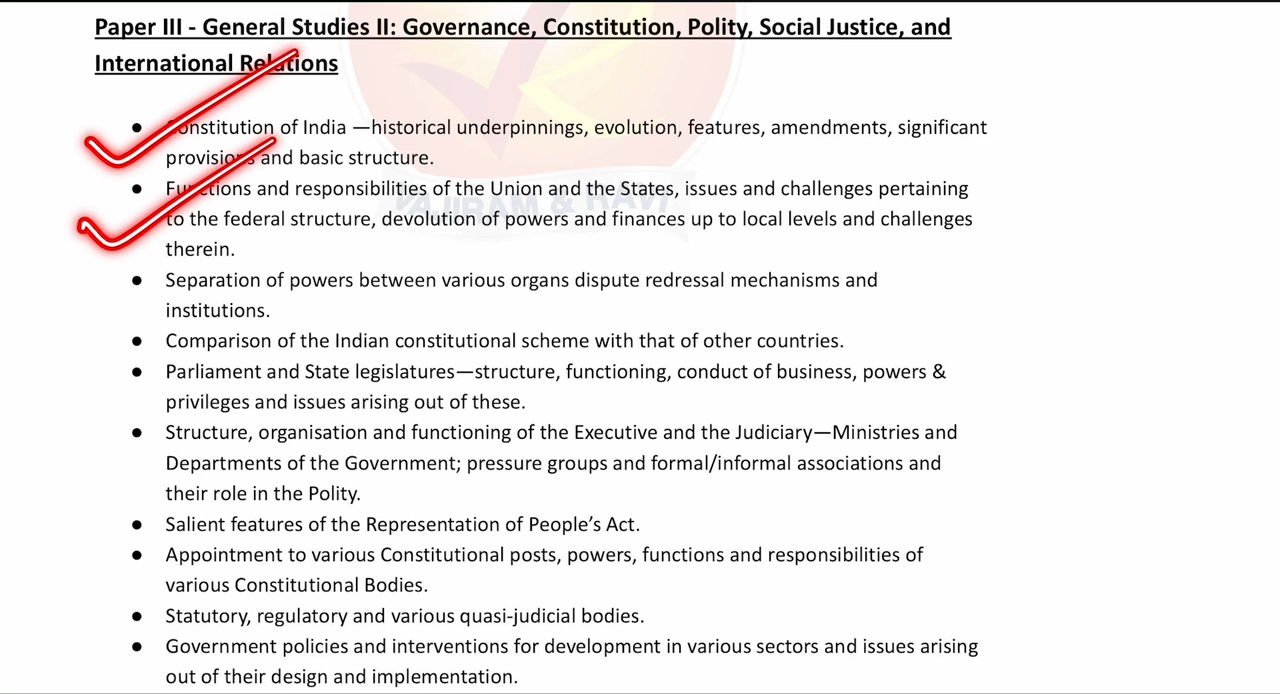 Paper III - General Studies II: Governance, Constitution, Polity, Social Justice, and
International Relations
● Constitution of India —historical underpinnings, evolution, features, amendments, significant
provisions and basic structure.
● Functions and responsibilities of the Union and the States, issues and challenges pertaining
to the federal structure, devolution of powers and finances up to local levels and challenges
therein.
● Separation of powers between various organs dispute redressal mechanisms and
institutions.
● Comparison of the Indian constitutional scheme with that of other countries.
● Parliament and State legislatures—structure, functioning, conduct of business, powers &
privileges and issues arising out of these.
● Structure, organisation and functioning of the Executive and the Judiciary—Ministries and
Departments of the Government; pressure groups and formal/informal associations and
their role in the Polity.
● Salient features of the Representation of People’s Act.
● Appointment to various Constitutional posts, powers, functions and responsibilities of
various Constitutional Bodies.
● Statutory, regulatory and various quasi-judicial bodies.
● Government policies and interventions for development in various sectors and issues arising
out of their design and implementation.
VAJIRAM & RAVI